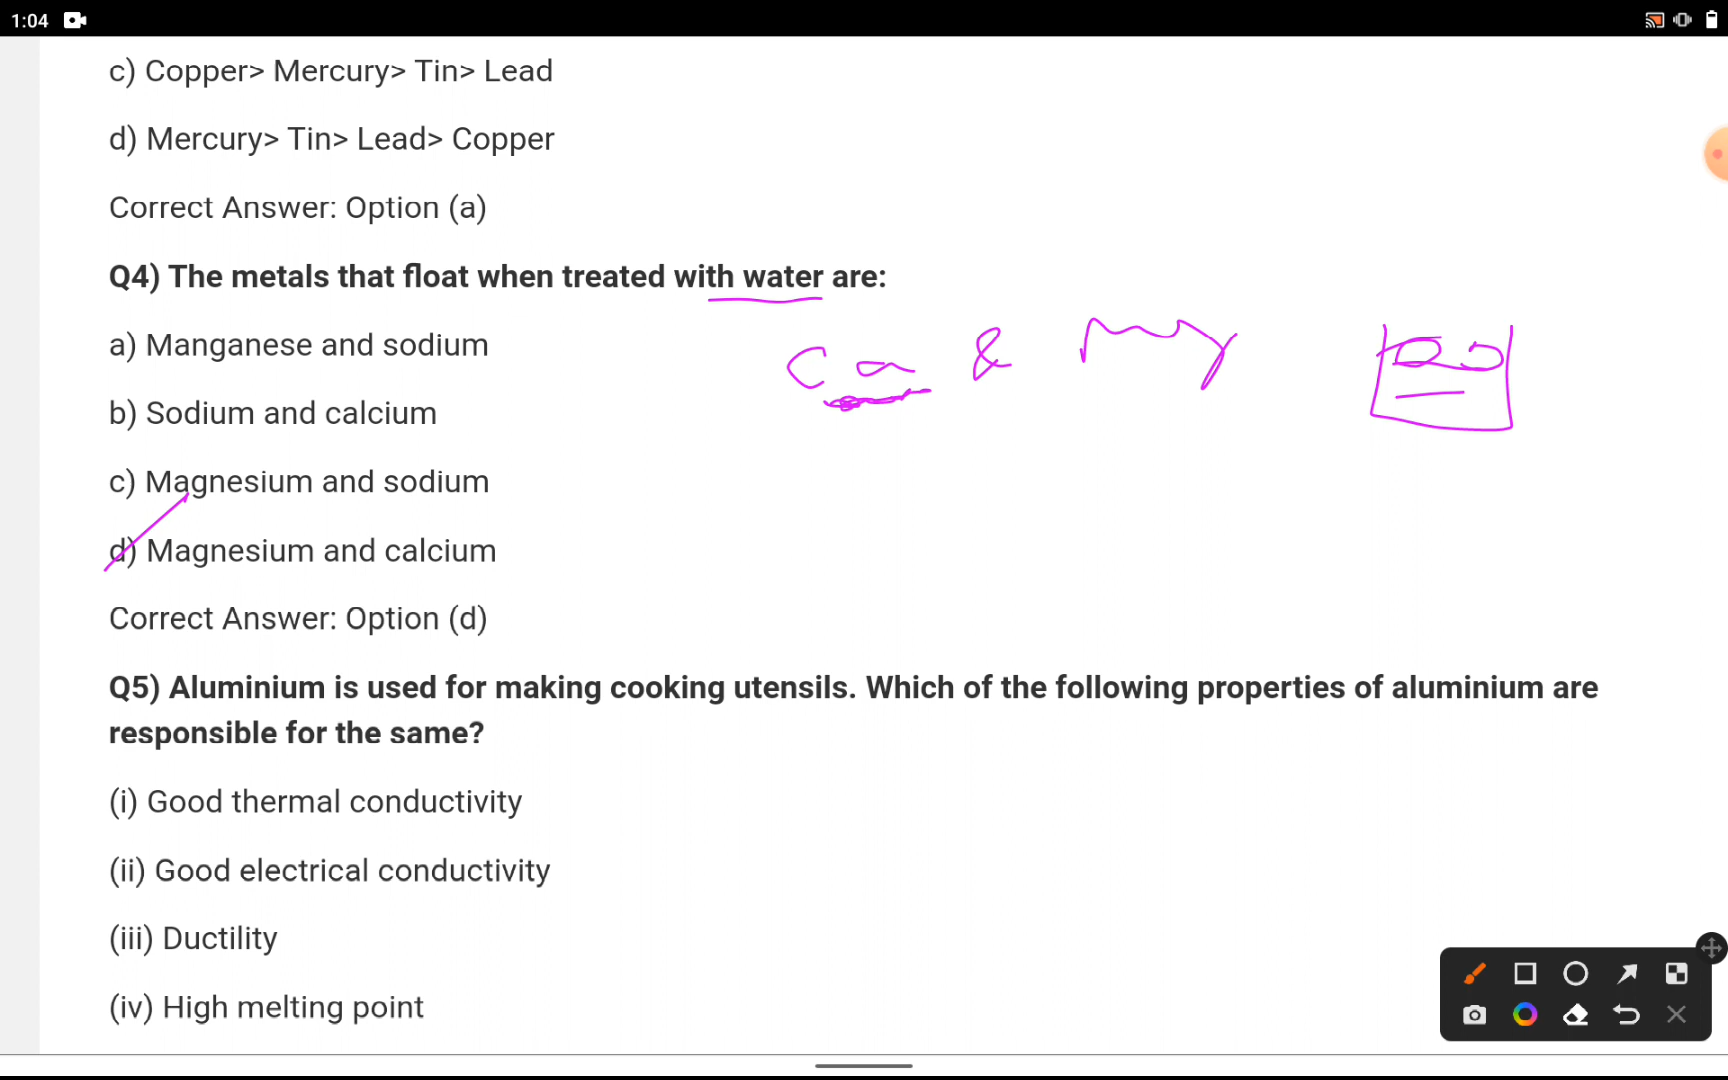 1:04
c) Copper> Mercury> Tin> Lead
d) Mercury> Tin> Lead> Copper
Correct Answer: Option (a)
Q4) The metals that float when treated with water are:
a) Manganese and sodium
Ca & Mg
b) Sodium and calcium
c) Magnesium and sodium
d) Magnesium and calcium
Correct Answer: Option (d)
Q5) Aluminium is used for making cooking utensils. Which of the following properties of aluminium are
responsible for the same?
(i) Good thermal conductivity
(ii) Good electrical conductivity
(iii) Ductility
(iv) High melting point